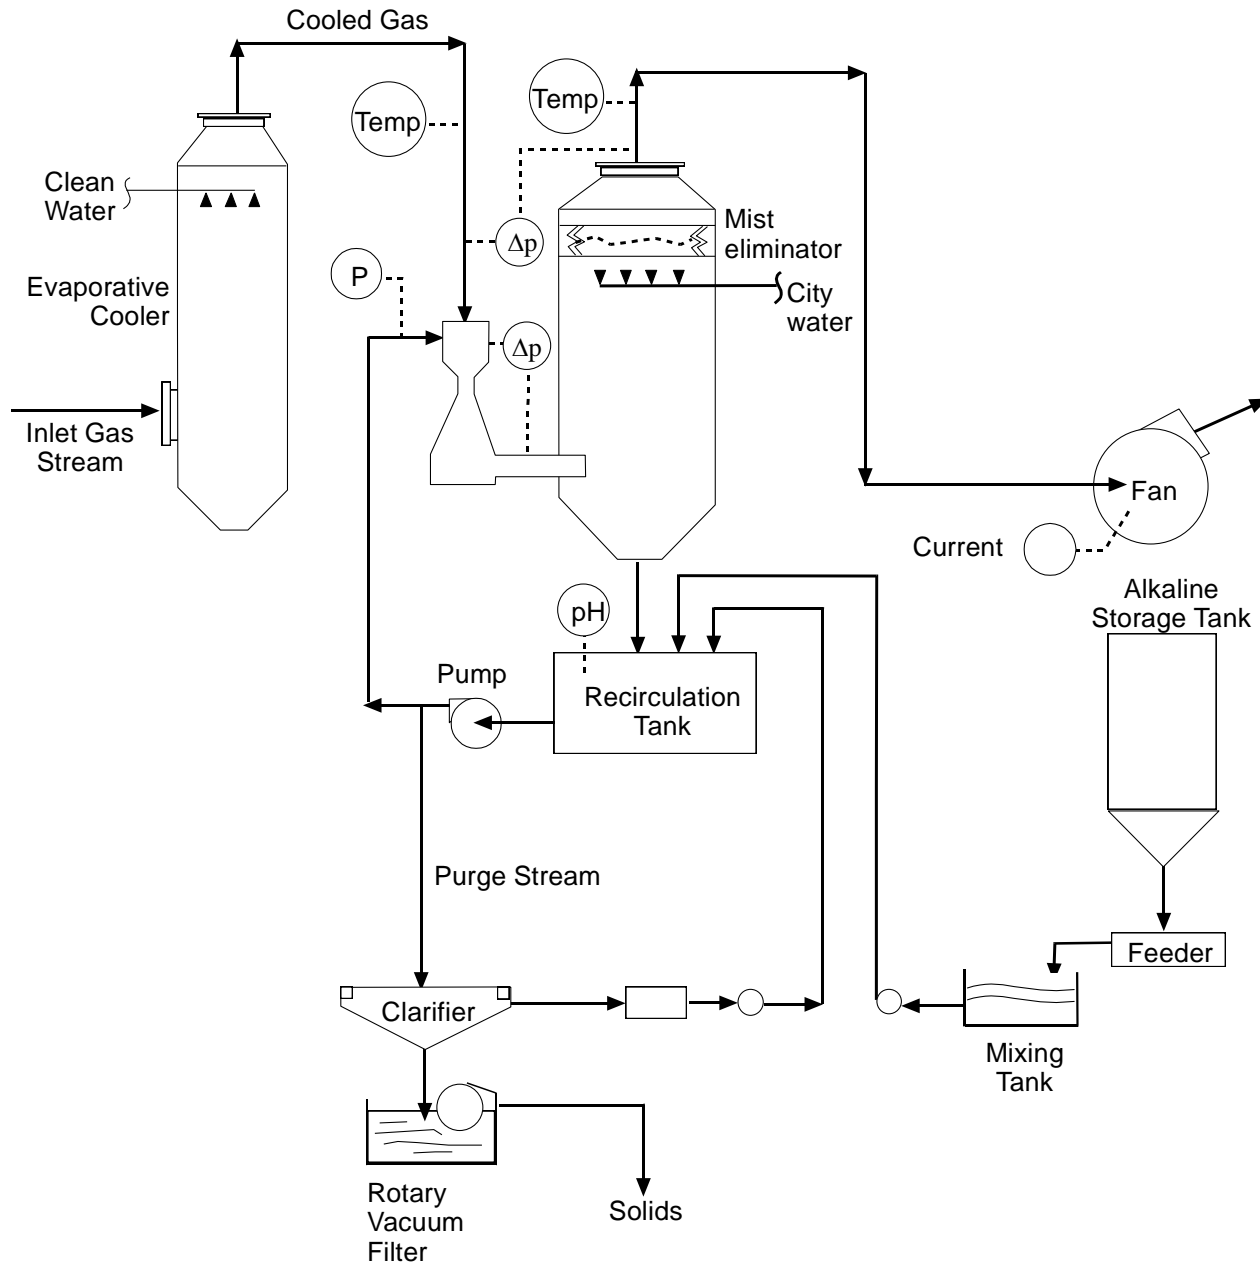 Cooled Gas
Temp
Temp
Clean
Water
Δp
Mist
eliminator
P
Evaporative
Cooler
City
water
Δp
Inlet Gas
Stream
Fan
Current
Alkaline
Storage Tank
pH
Pump
Recirculation
Tank
Purge Stream
Feeder
Clarifier
Mixing
Tank
Rotary
Vacuum
Filter
Solids